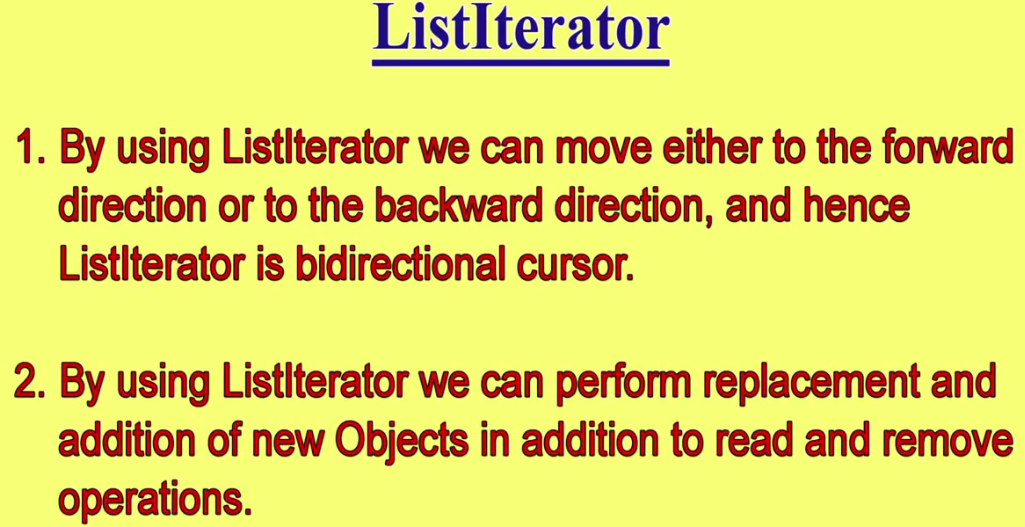 ListIterator
1. By using ListIterator we can move either to the forward
direction or to the backward direction, and hence
ListIterator is bidirectional cursor.
2. By using ListIterator we can perform replacement and
addition of new Objects in addition to read and remove
operations.